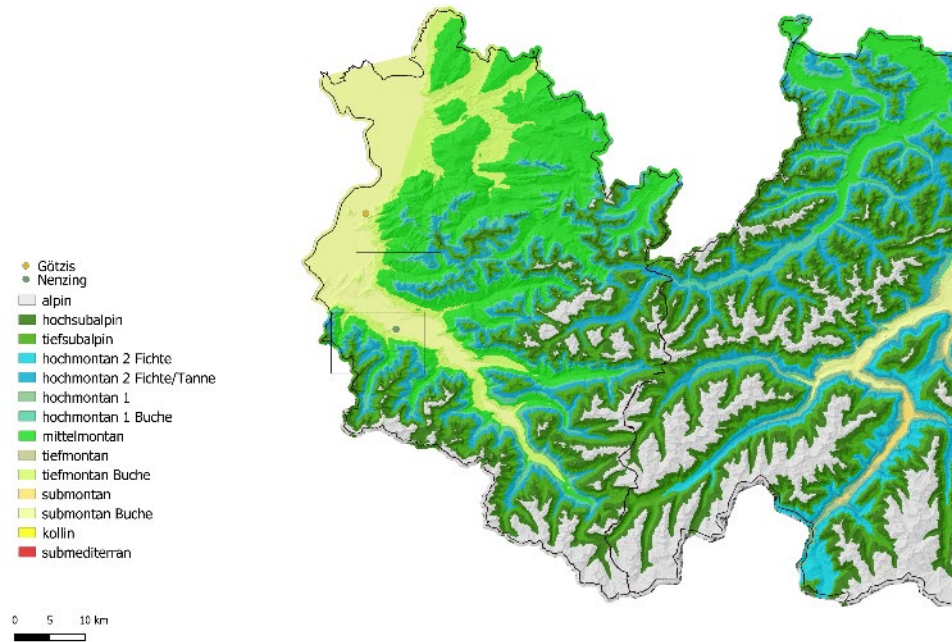 Götzis
Nenzing
alpin
hochsubalpin
tiefsubalpin
hochmontan 2 Fichte
hochmontan 2 Fichte/Tanne
hochmontan 1
hochmontan 1 Buche
mittelmontan
tiefmontan
tiefmontan Buche
submontan
submontan Buche
kollin
submediterran
0 5 10 km